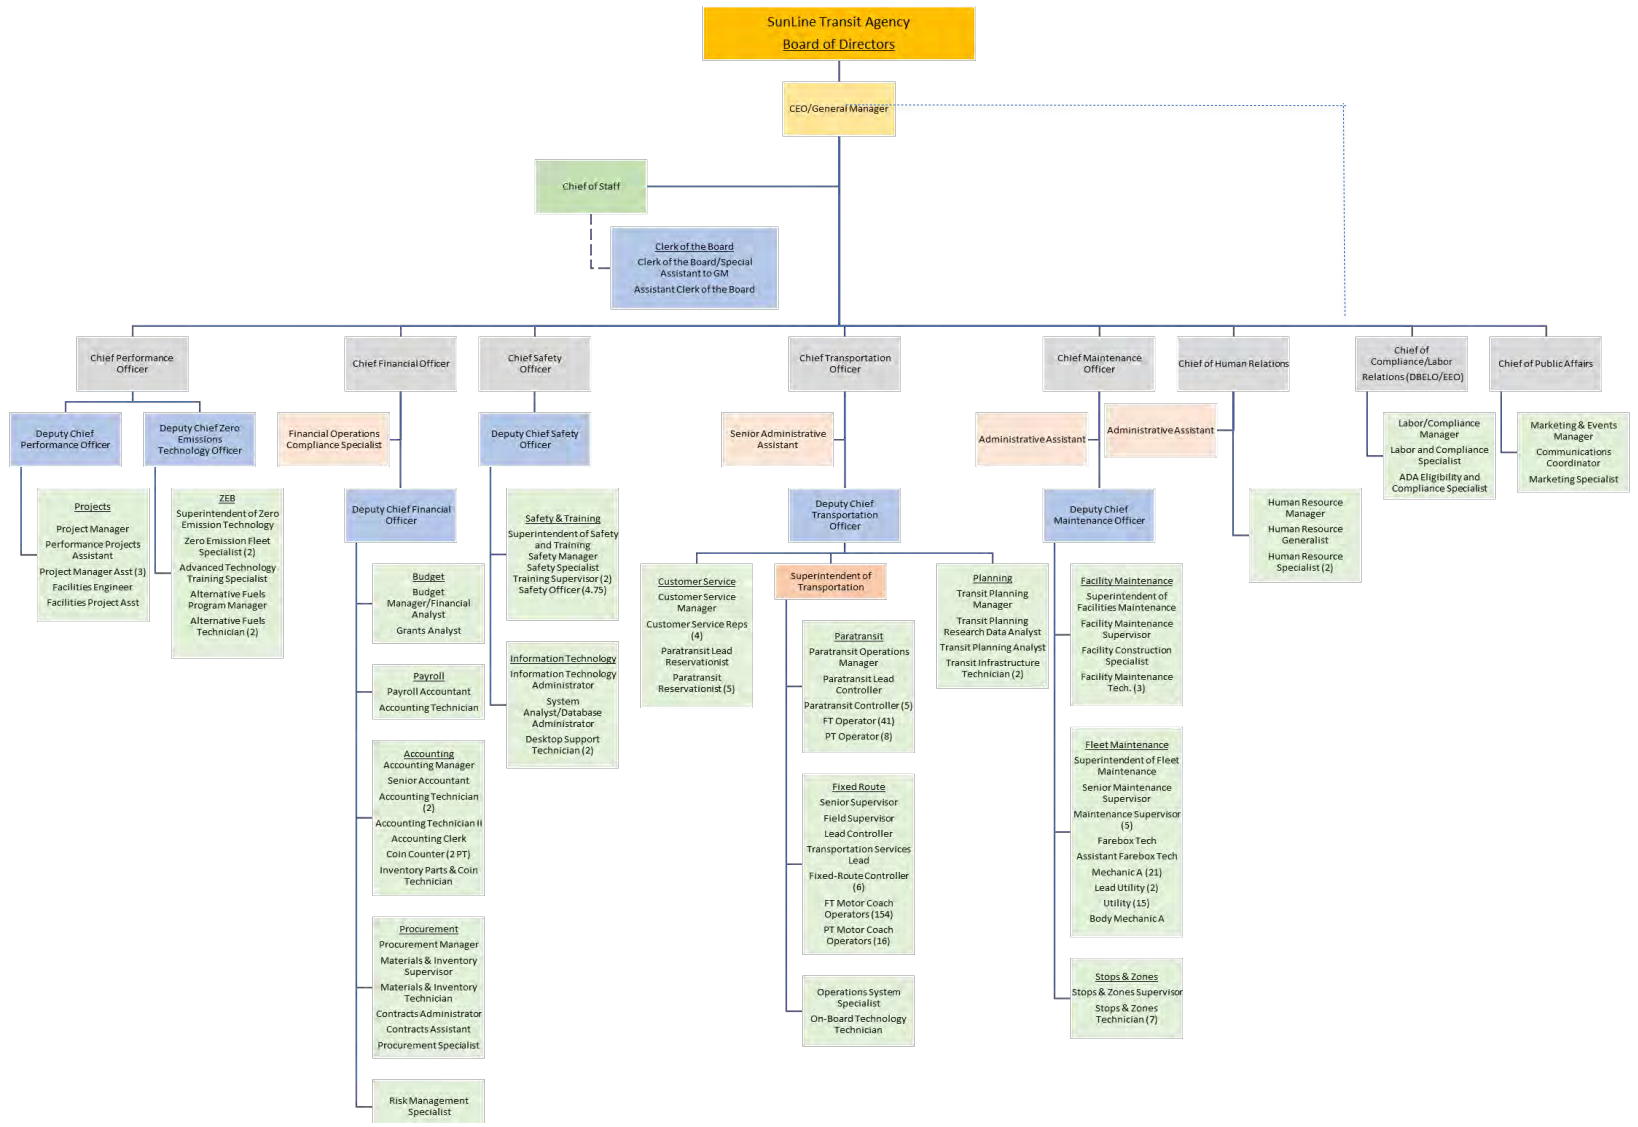 SunLine Transit Agency
Board of Directors
CEO/General Manager
Chief of Staff
Clerk of the Board
Clerk of the Board/Special
Assistant to GM
Assistant Clerk of the Board
Chief Performance
Officer
Chief Financial Officer
Chief Safety
Officer
Chief Transportation
Officer
Chief Maintenance
Officer
Chief of Human Relations
Chief of
Compliance/Labor
Relations (DBELO/EEO)
Chief of Public Affairs
Deputy Chief
Performance Officer
Deputy Chief Zero
Emissions
Technology Officer
Financial Operations
Compliance Specialist
Deputy Chief Safety
Officer
Senior Administrative
Assistant
Administrative Assistant
Administrative Assistant
Labor/Compliance
Manager
Labor and Compliance
Specialist
ADA Eligibility and
Compliance Specialist
Marketing & Events
Manager
Communications
Coordinator
Marketing Specialist
Projects
Project Manager
Performance Projects
Assistant
Project Manager Asst (3)
Facilities Engineer
Facilities Project Asst
ZEB
Superintendent of Zero
Emission Technology
Zero Emission Fleet
Specialist (2)
Advanced Technology
Training Specialist
Alternative Fuels
Program Manager
Alternative Fuels
Technician (2)
Deputy Chief Financial
Officer
Safety & Training
Superintendent of Safety
and Training
Safety Manager
Safety Specialist
Training Supervisor (2)
Safety Officer (4.75)
Deputy Chief
Transportation
Officer
Deputy Chief
Maintenance Officer
Human Resource
Manager
Human Resource
Generalist
Human Resource
Specialist (2)
Budget
Budget
Manager/Financial
Analyst
Grants Analyst
Payroll
Payroll Accountant
Accounting Technician
Accounting
Accounting Manager
Senior Accountant
Accounting Technician
(2)
Accounting Technician II
Accounting Clerk
Coin Counter (2 PT)
Inventory Parts & Coin
Technician
Procurement
Procurement Manager
Materials & Inventory
Supervisor
Materials & Inventory
Technician
Contracts Administrator
Contracts Assistant
Procurement Specialist
Risk Management
Specialist
Information Technology
Information Technology
Administrator
System
Analyst/Database
Administrator
Desktop Support
Technician (2)
Customer Service
Customer Service
Manager
Customer Service Reps
(4)
Paratransit Lead
Reservationist
Paratransit
Reservationist (5)
Superintendent of
Transportation
Paratransit
Paratransit Operations
Manager
Paratransit Lead
Controller
Paratransit Controller (5)
FT Operator (41)
PT Operator (8)
Fixed Route
Senior Supervisor
Field Supervisor
Lead Controller
Transportation Services
Lead
Fixed-Route Controller
(6)
FT Motor Coach
Operators (154)
PT Motor Coach
Operators (16)
Operations System
Specialist
On-Board Technology
Technician
Planning
Transit Planning
Manager
Transit Planning
Research Data Analyst
Transit Planning Analyst
Transit Infrastructure
Technician (2)
Facility Maintenance
Superintendent of
Facilities Maintenance
Facility Maintenance
Supervisor
Facility Construction
Specialist
Facility Maintenance
Tech. (3)
Fleet Maintenance
Superintendent of Fleet
Maintenance
Senior Maintenance
Supervisor
Maintenance Supervisor
(5)
Farebox Tech
Assistant Farebox Tech
Mechanic A (21)
Lead Utility (2)
Utility (15)
Body Mechanic A
Stops & Zones
Stops & Zones Supervisor
Stops & Zones
Technician (7)